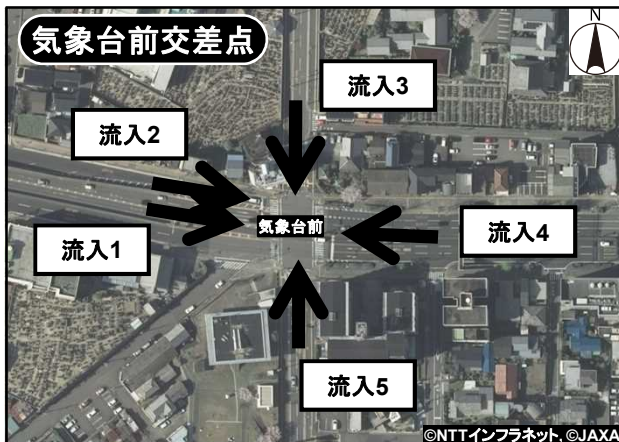 気象台前交差点
N
流入3
流入2
気象台前
流入4
流入1
流入5
©NTTインフラネット, ©JAXA